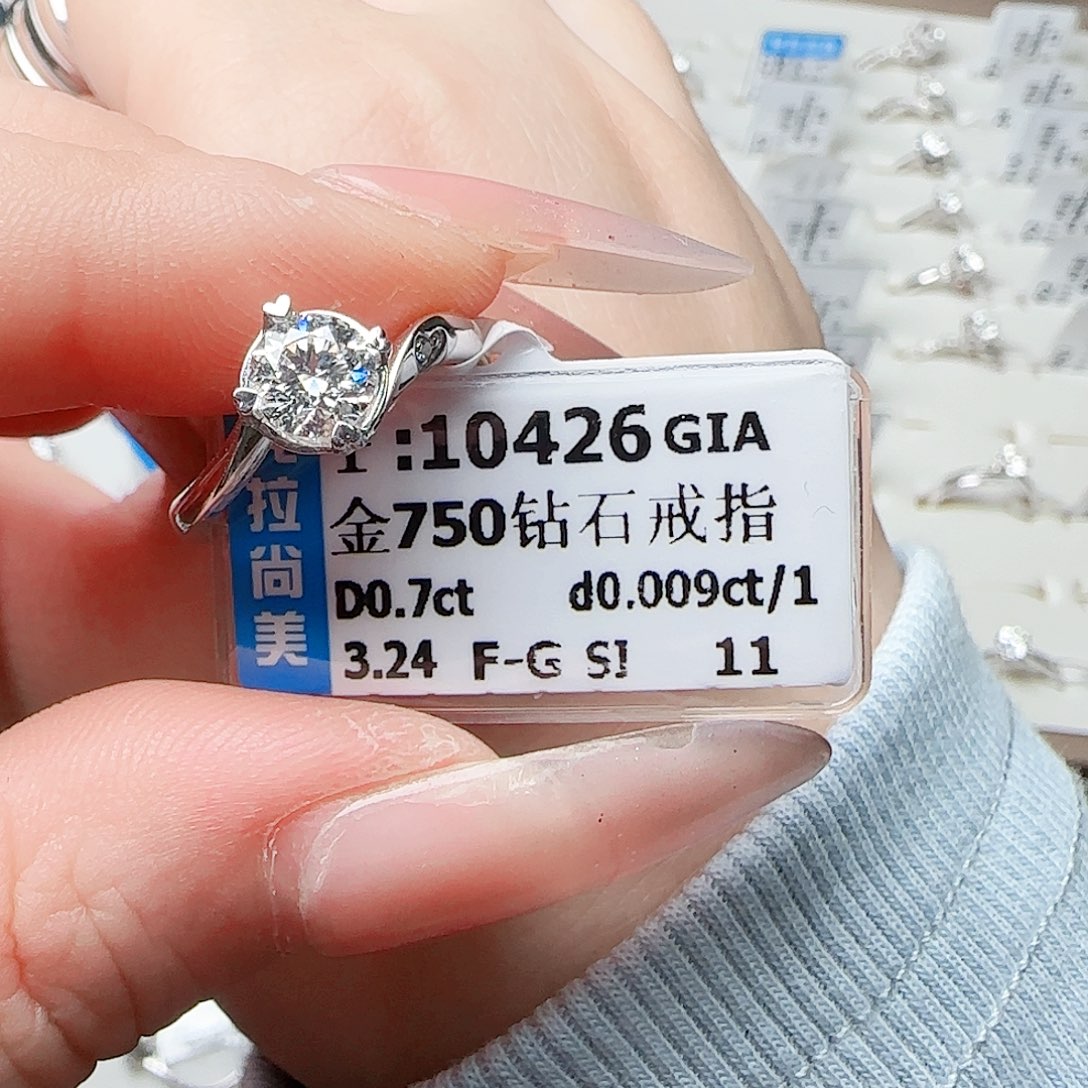 :10426 GIA
金750钻石戒指
D0.7ct d0.009ct/1
3.24 F-G SI 11
拉尚美